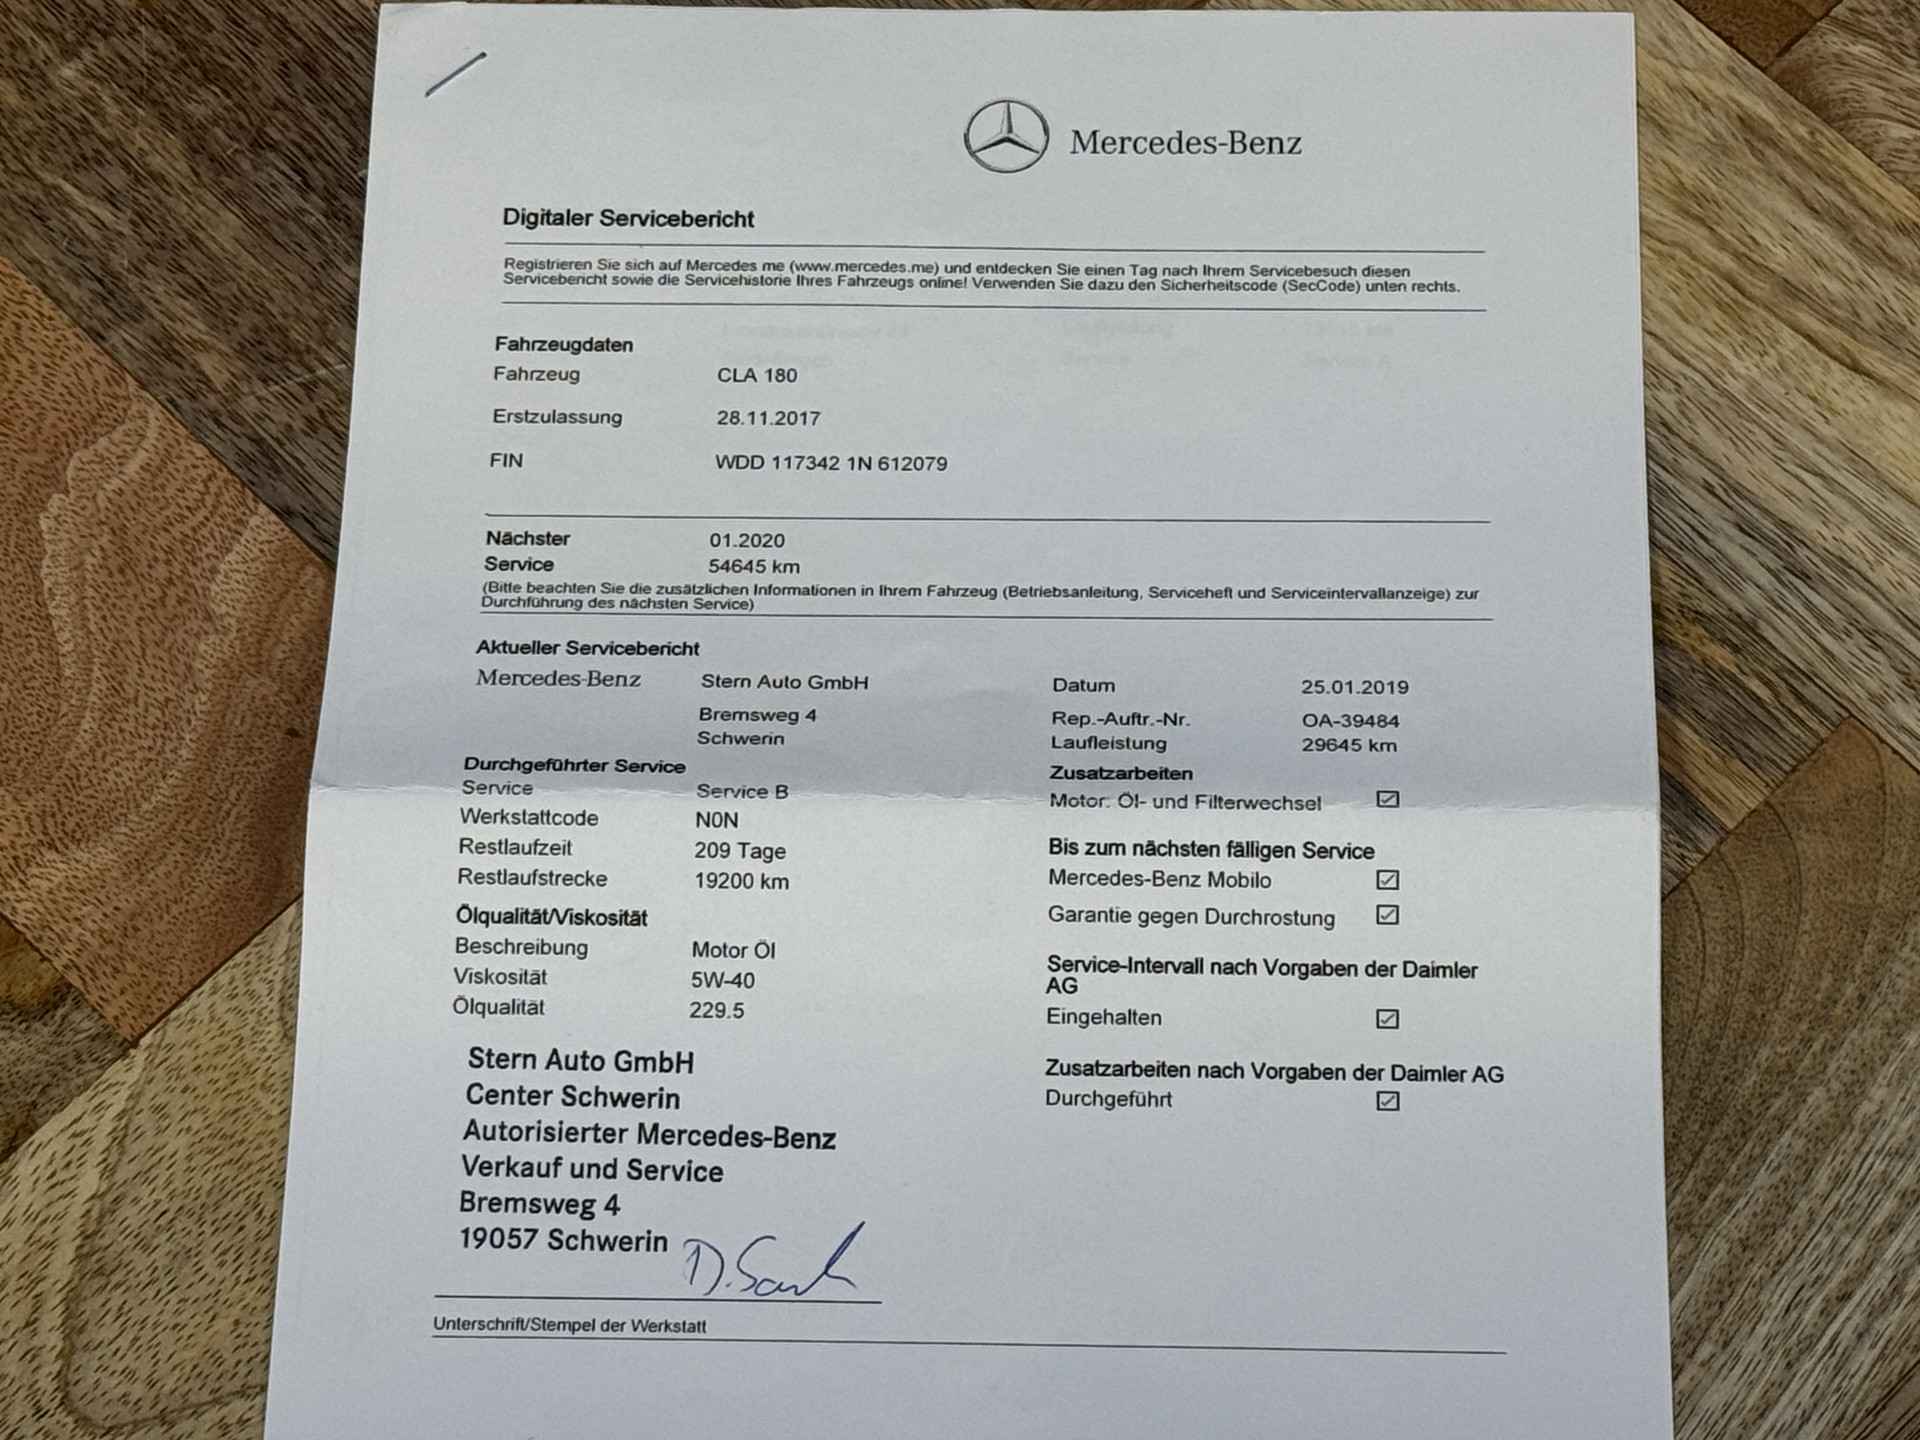 Mercedes-Benz
Digitaler Servicebericht
Registrieren Sie sich auf Mercedes me (www.mercedes.me) und entdecken Sie einen Tag nach Ihrem Servicebesuch diesen
Servicebericht sowie die Servicehistorie Ihres Fahrzeugs online! Verwenden Sie dazu den Sicherheitscode (SecCode) unten rechts.
Fahrzeugdaten
Fahrzeug CLA 180
Erstzulassung 28.11.2017
FIN WDD 117342 1N 612079
Nächster 01.2020
Service 54645 km
(Bitte beachten Sie die zusätzlichen Informationen in Ihrem Fahrzeug (Betriebsanleitung, Serviceheft und Serviceintervallanzeige) zur
Durchführung des nächsten Service)
Aktueller Servicebericht
Mercedes-Benz Stern Auto GmbH
Bremsweg 4
Schwerin
Datum 25.01.2019
Rep.-Auftr.-Nr. OA-39484
Laufleistung 29645 km
Durchgeführter Service
Service Service B
Werkstattcode N0N
Restlaufzeit 209 Tage
Restlaufstrecke 19200 km
Ölqualität/Viskosität
Beschreibung Motor Öl
Viskosität 5W-40
Ölqualität 229.5
Zusatzarbeiten
Motor: Öl- und Filterwechsel
Bis zum nächsten fälligen Service
Mercedes-Benz Mobilo
Garantie gegen Durchrostung
Service-Intervall nach Vorgaben der Daimler
AG
Eingehalten
Zusatzarbeiten nach Vorgaben der Daimler AG
Durchgeführt
Stern Auto GmbH
Center Schwerin
Autorisierter Mercedes-Benz
Verkauf und Service
Bremsweg 4
19057 Schwerin
Unterschrift/Stempel der Werkstatt